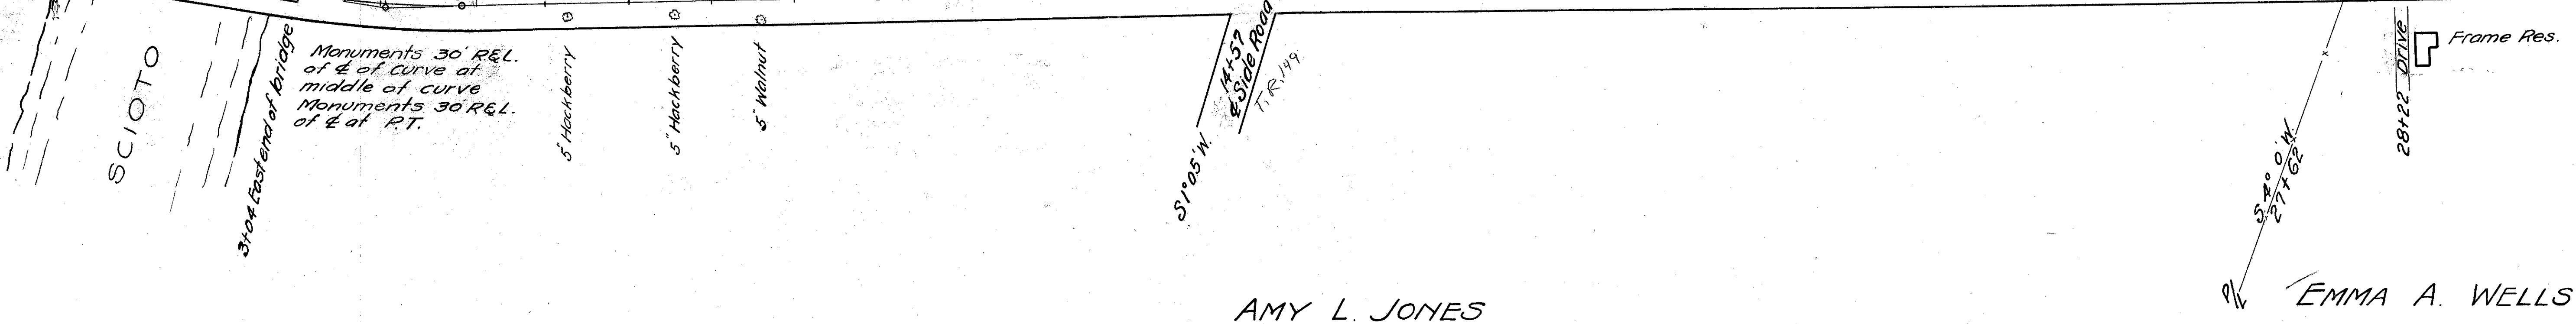 SCIOTO
3+04 East end of bridge
Monuments 30' R&L.
of ℄ of curve at
middle of curve
Monuments 30' R&L.
of ℄ at P.T.
5" Hackberry
5" Hackberry
5" Walnut
S1°05'W.
14+57
℄ Side Road
T.R. 149
S.4°0'W.
27+62
P/L
28+22 Drive
Frame Res.
AMY L. JONES
EMMA A. WELLS